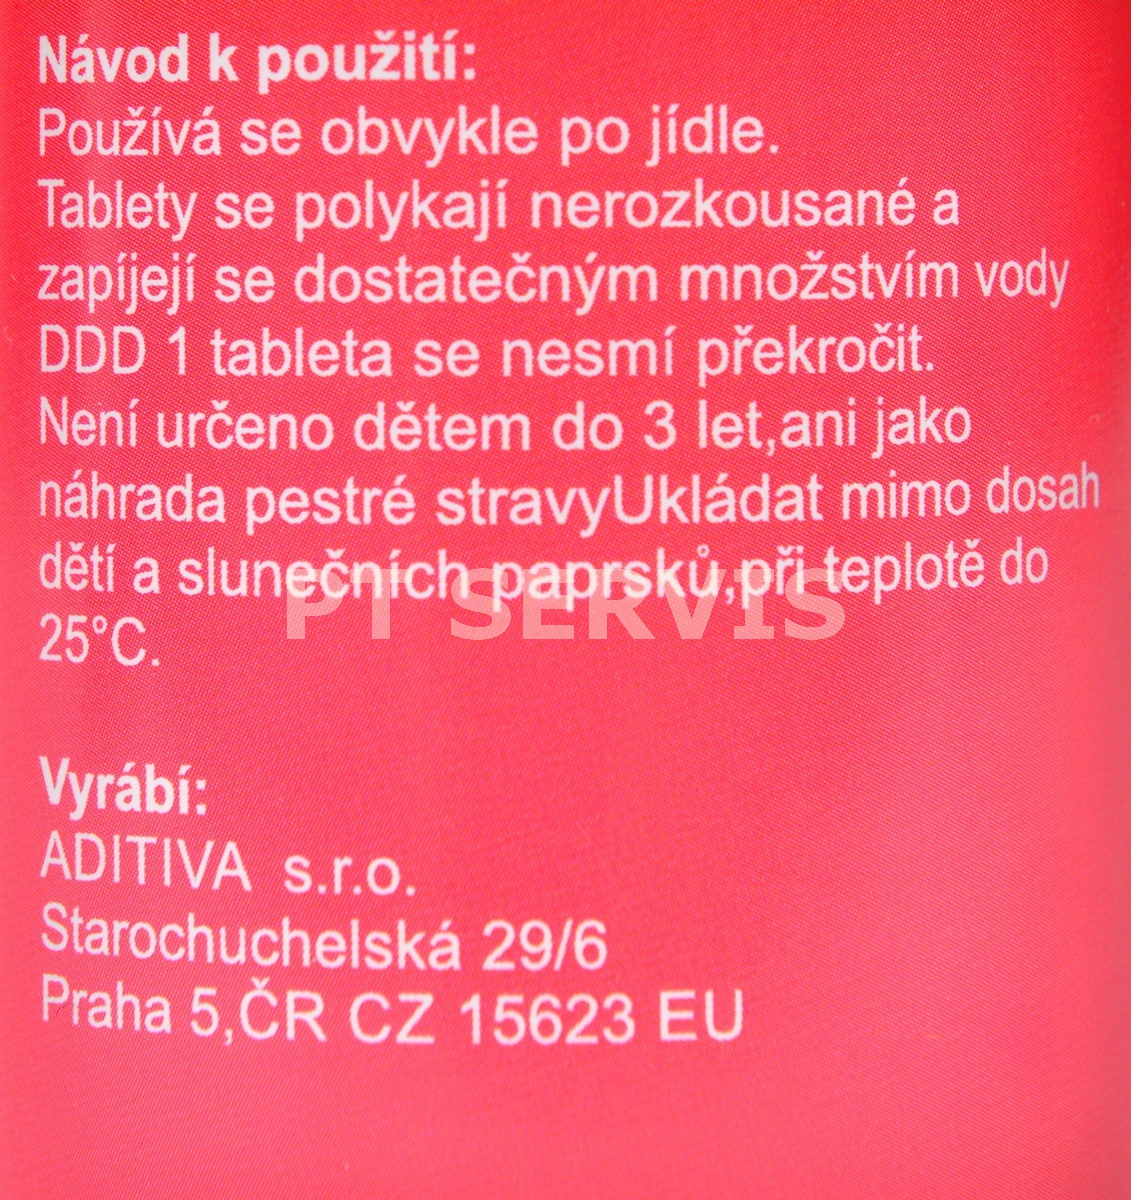 Návod k použití:
Používá se obvykle po jídle.
Tablety se polykají nerozkousané a
zapíjejí se dostatečným množstvím vody
DDD 1 tableta se nesmí překročit.
Není určeno dětem do 3 let,ani jako
náhrada pestré stravyUkládat mimo dosah
dětí a slunečních paprsků,při teplotě do
PT SERVIS
25°C.
Vyrábí:
ADITIVA s.r.o.
Starochuchelská 29/6
Praha 5,ČR CZ 15623 EU